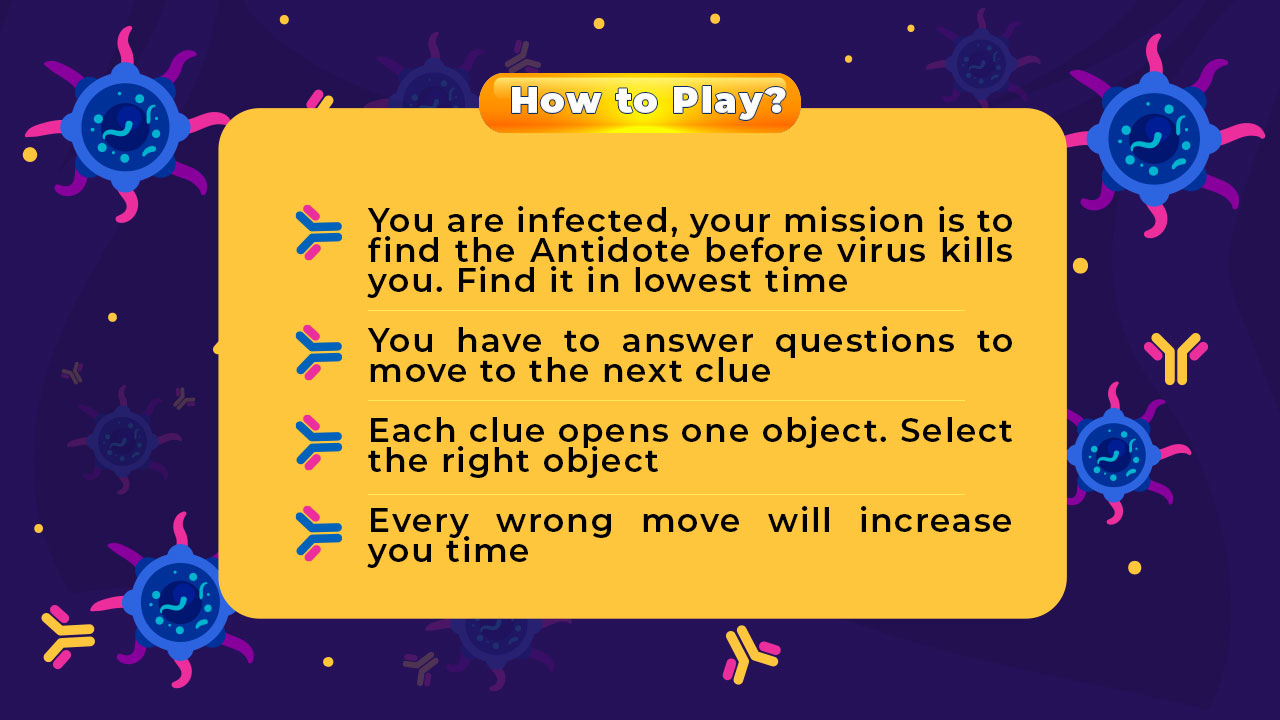 How to Play?
You are infected, your mission is to
find the Antidote before virus kills
you. Find it in lowest time
You have to answer questions to
move to the next clue
Each clue opens one object. Select
the right object
Every wrong move will increase
you time